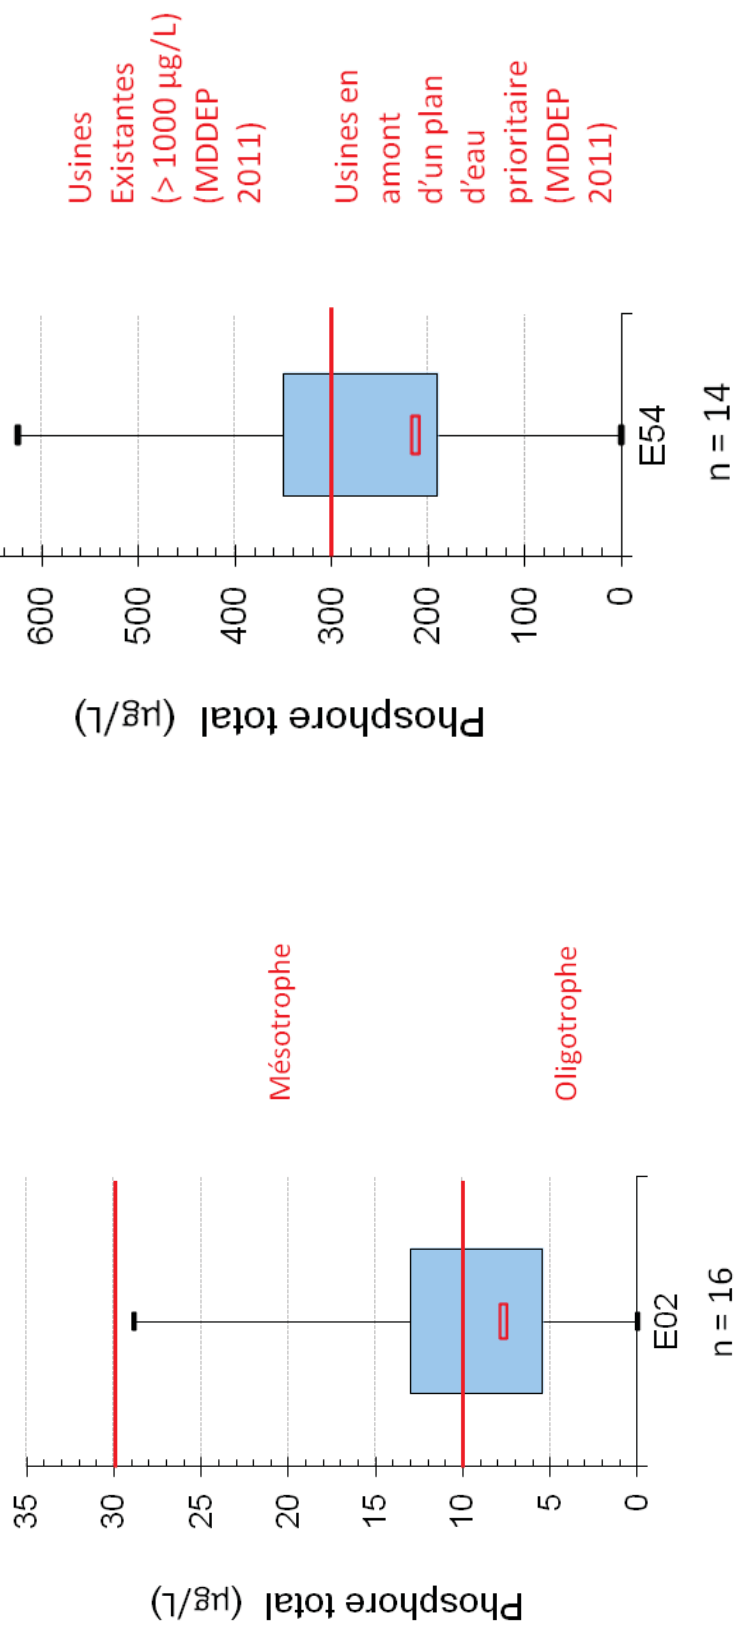 Usines
Existantes
(> 1000 µg/L)
(MDDEP
2011)
Usines en
amont
d'un plan
d'eau
prioritaire
(MDDEP
2011)
600
500
400
300
200
100
0
Phosphore total (µg/L)
E54
n = 14
Mésotrophe
Oligotrophe
35
30
25
20
15
10
5
0
Phosphore total (µg/L)
E02
n = 16